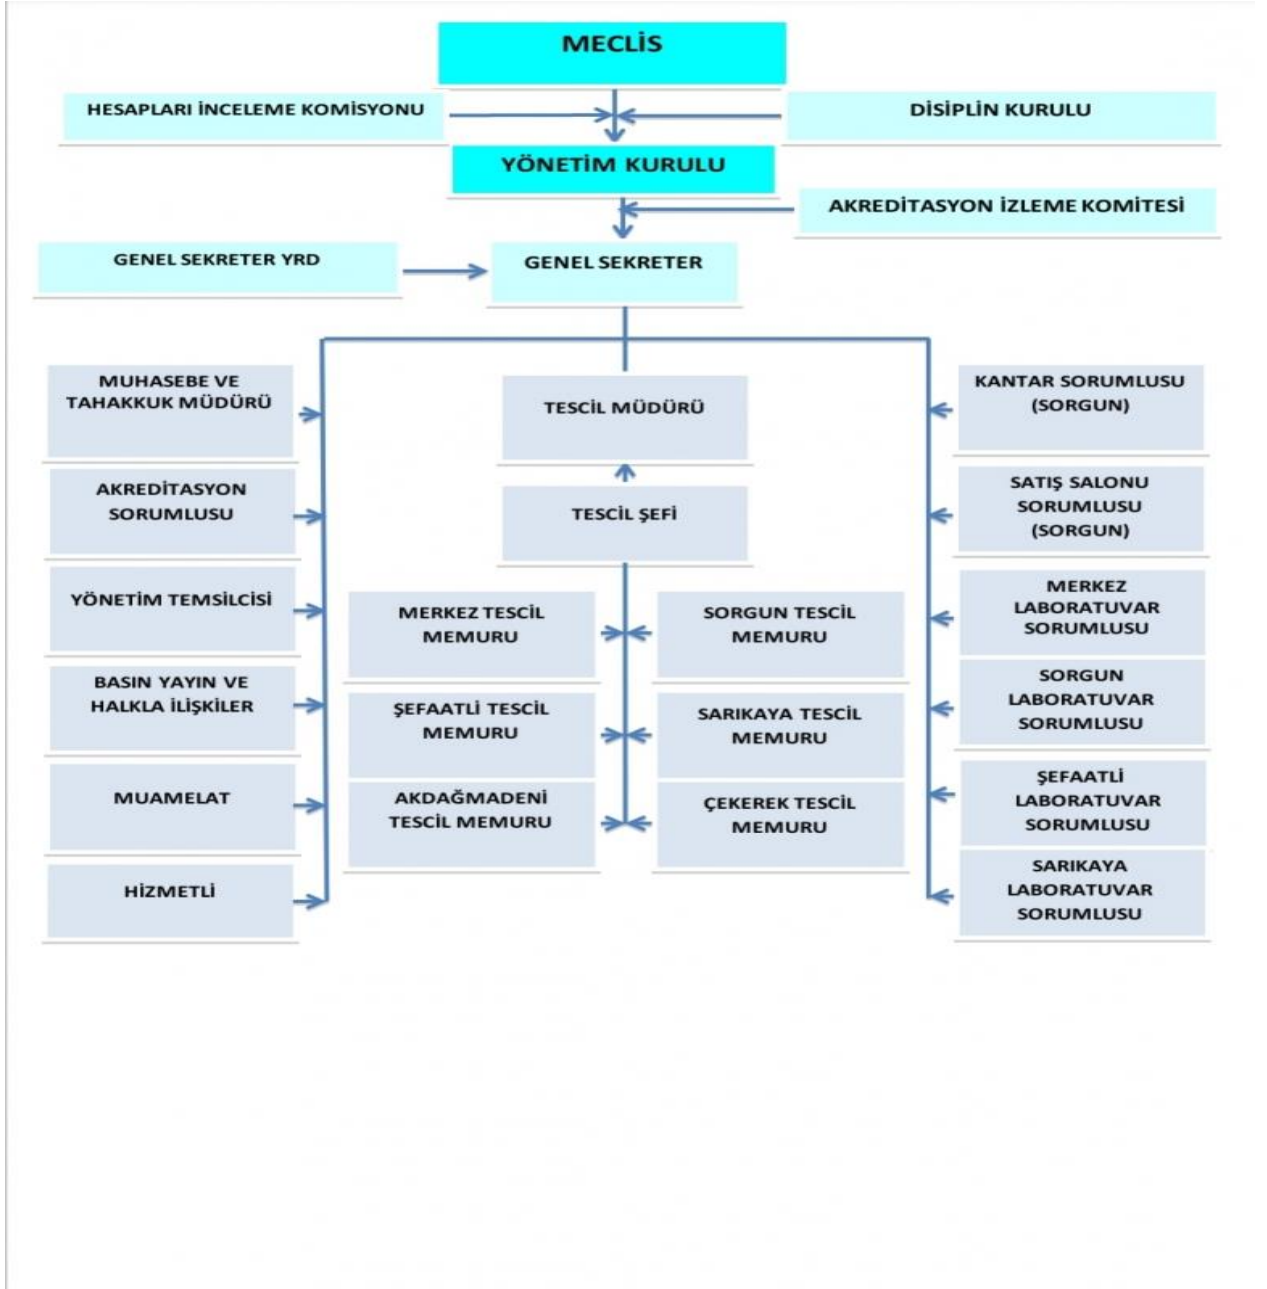 MECLİS
HESAPLARI İNCELEME KOMİSYONU
DISİPLIN KURULU
YÖNETİM KURULU
AKREDİTASYON İZLEME KOMİTESİ
GENEL SEKRETER YRD
GENEL SEKRETER
MUHASEBE VE
TAHAKKUK MÜDÜRÜ
AKREDİTASYON
SORUMLUSU
YÖNETİM TEMSİLCİSİ
BASIN YAYIN VE
HALKLA İLİŞKİLER
MUAMELAT
HİZMETLİ
TESCİL MÜDÜRÜ
TESCİL ŞEFİ
MERKEZ TESCİL
MEMURU
SORGUN TESCİL
MEMURU
ŞEFAATLİ TESCİL
MEMURU
SARIKAYA TESCİL
MEMURU
AKDAĞMADENİ
TESCİL MEMURU
ÇEKEREK TESCİL
MEMURU
KANTAR SORUMLUSU
(SORGUN)
SATIŞ SALONU
SORUMLUSU
(SORGUN)
MERKEZ
LABORATUVAR
SORUMLUSU
SORGUN
LABORATUVAR
SORUMLUSU
ŞEFAATLİ
LABORATUVAR
SORUMLUSU
SARIKAYA
LABORATUVAR
SORUMLUSU